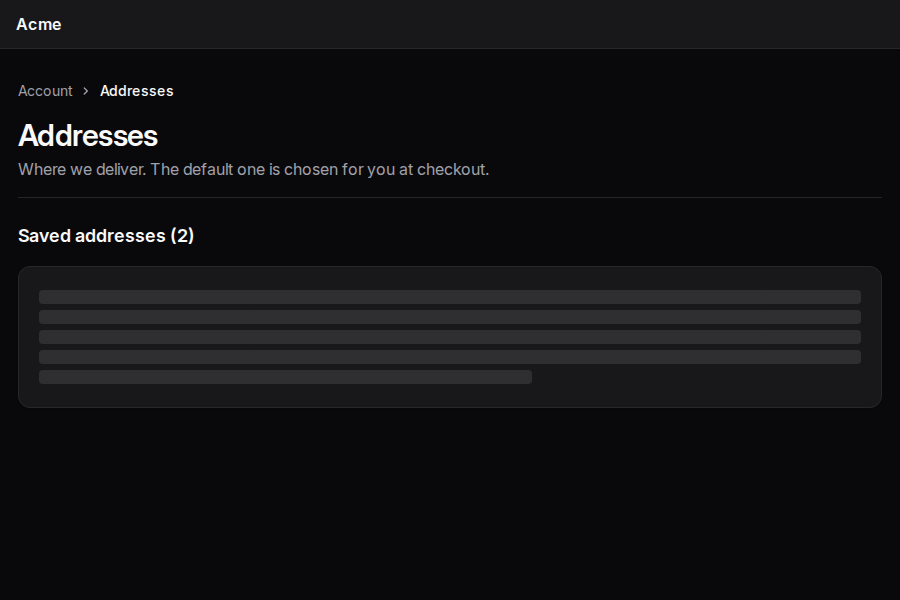 Acme
Account > Addresses
Addresses
Where we deliver. The default one is chosen for you at checkout.
Saved addresses (2)